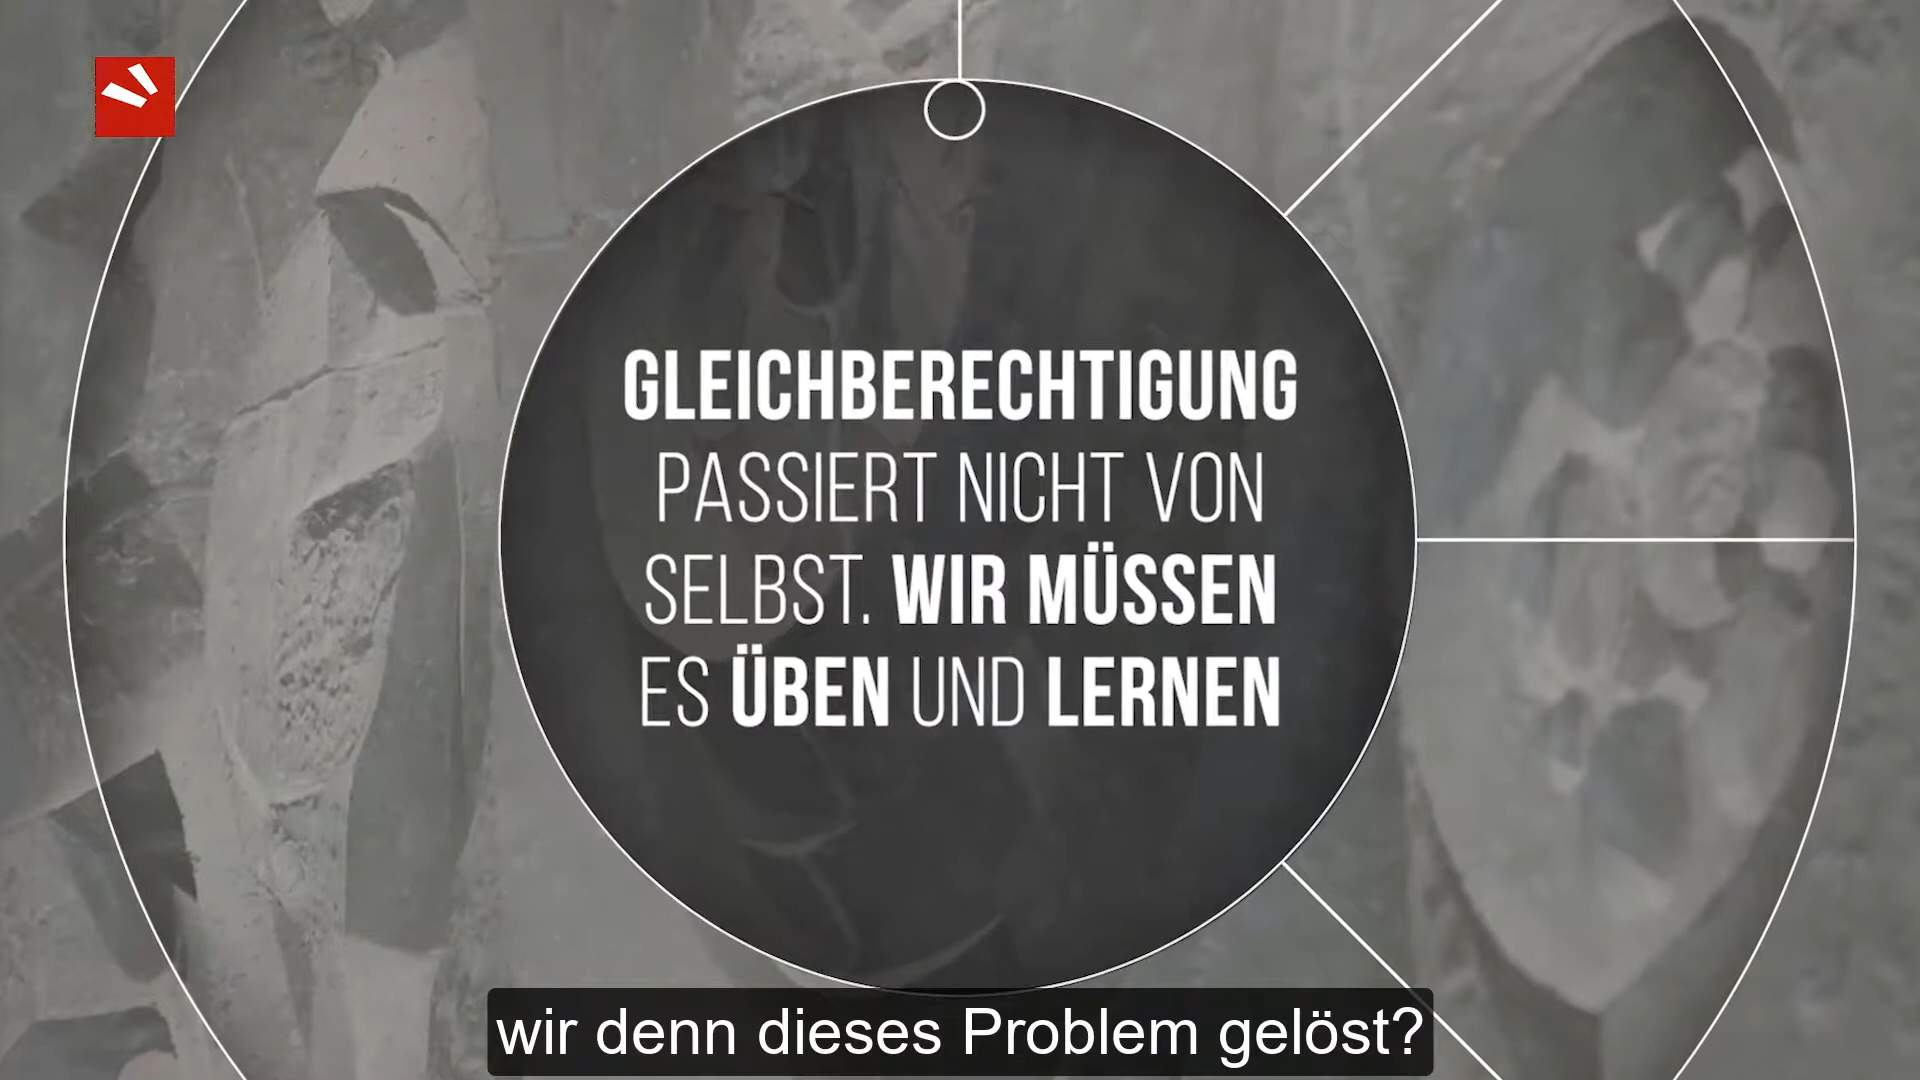 GLEICHBERECHTIGUNG
PASSIERT NICHT VON
SELBST. WIR MÜSSEN
ES ÜBEN UND LERNEN
wir denn dieses Problem gelöst?